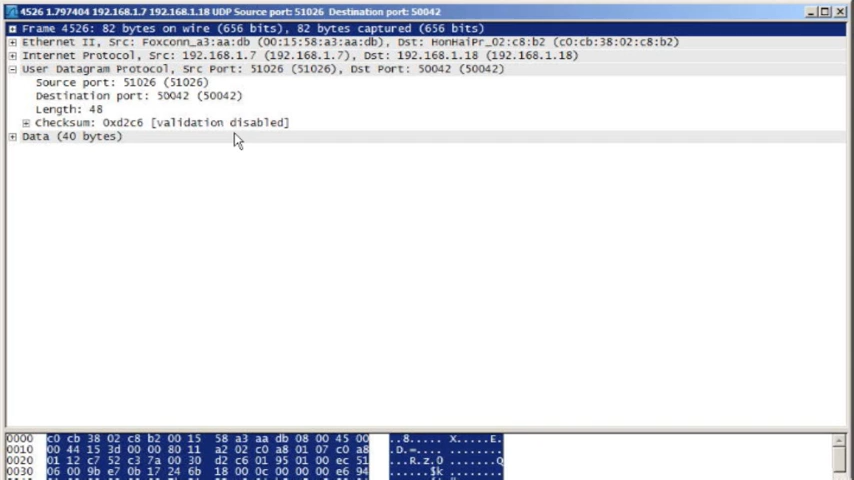 4526 1.797404 192.168.1.7 192.168.1.18 UDP Source port: 51026 Destination port: 50042
Frame 4526: 82 bytes on wire (656 bits), 82 bytes captured (656 bits)
Ethernet II, Src: Foxconn_a3:aa:db (00:15:58:a3:aa:db), Dst: HonHaiPr_02:c8:b2 (c0:cb:38:02:c8:b2)
Internet Protocol, Src: 192.168.1.7 (192.168.1.7), Dst: 192.168.1.18 (192.168.1.18)
User Datagram Protocol, Src Port: 51026 (51026), Dst Port: 50042 (50042)
Source port: 51026 (51026)
Destination port: 50042 (50042)
Length: 48
Checksum: 0xd2c6 [validation disabled]
Data (40 bytes)
0000 c0 cb 38 02 c8 b2 00 15 58 a3 aa db 08 00 45 00 ..8..... X.....E.
0010 00 44 15 3d 00 00 80 11 a2 02 c0 a8 01 07 c0 a8 .D.=.... ........
0020 01 12 c7 52 c3 7a 00 30 d2 c6 01 95 01 00 ec 51 ...R.z.0 .......Q
0030 06 00 9b e7 0b 17 24 6b 18 00 0c 00 00 00 e6 94 ......$k ........